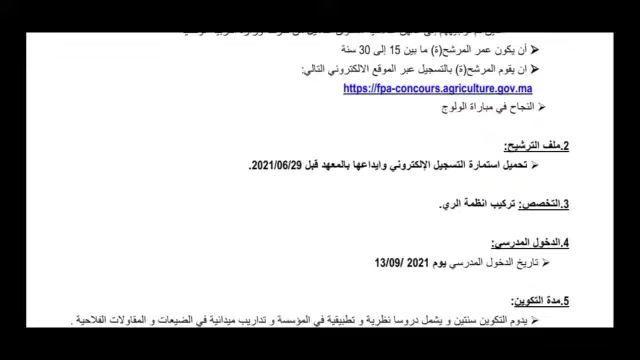 أن يكون عمر المرشح(ة) ما بين 15 إلى 30 سنة
ان يقوم المرشح(ة) بالتسجيل عبر الموقع الالكتروني التالي:
https://fpa-concours.agriculture.gov.ma
النجاح في مباراة الولوج
2.ملف الترشيح:
تحميل استمارة التسجيل الإلكتروني وايداعها بالمعهد قبل 2021/06/29.
3.التخصص: تركيب انظمة الري.
4.الدخول المدرسي:
تاريخ الدخول المدرسي يوم 2021 /13/09
5.مدة التكوين:
يدوم التكوين سنتين و يشمل دروسا نظرية و تطبيقية في المؤسسة و تداريب ميدانية في الضيعات و المقاولات الفلاحية .